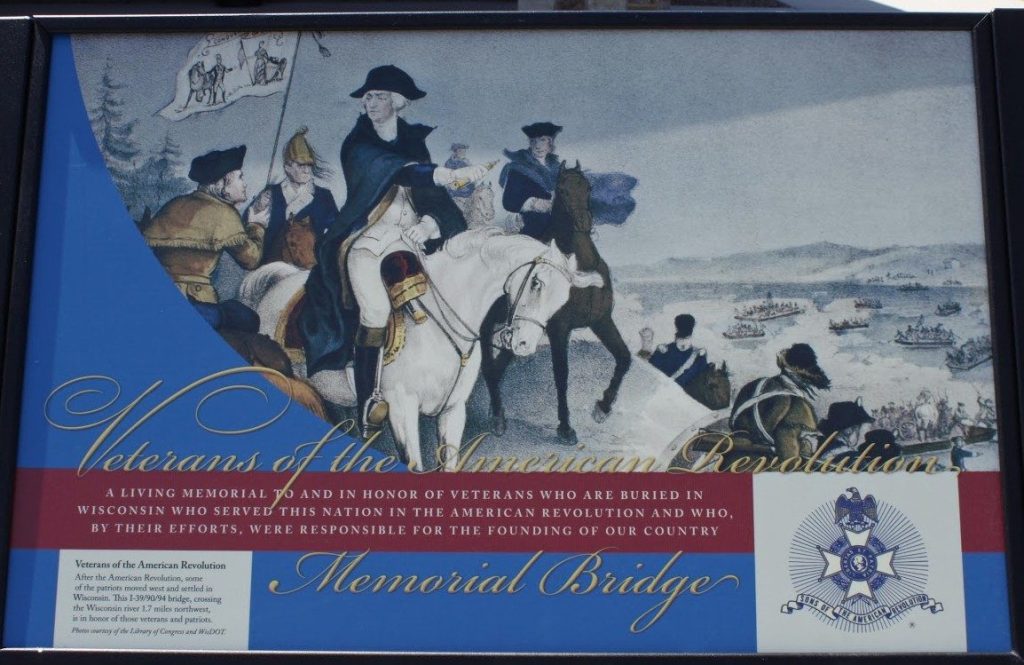 Veterans of the American Revolution
A LIVING MEMORIAL TO AND IN HONOR OF VETERANS WHO ARE BURIED IN
WISCONSIN WHO SERVED THIS NATION IN THE AMERICAN REVOLUTION AND WHO,
BY THEIR EFFORTS, WERE RESPONSIBLE FOR THE FOUNDING OF OUR COUNTRY
Memorial Bridge
Veterans of the American Revolution
After the American Revolution, some
of the patriots moved west and settled in
Wisconsin. This I-39/90/94 bridge, crossing
the Wisconsin river 1.7 miles northwest,
is in honor of those veterans and patriots.
Photos courtesy of the Library of Congress and WisDOT.
SONS OF THE AMERICAN REVOLUTION
®